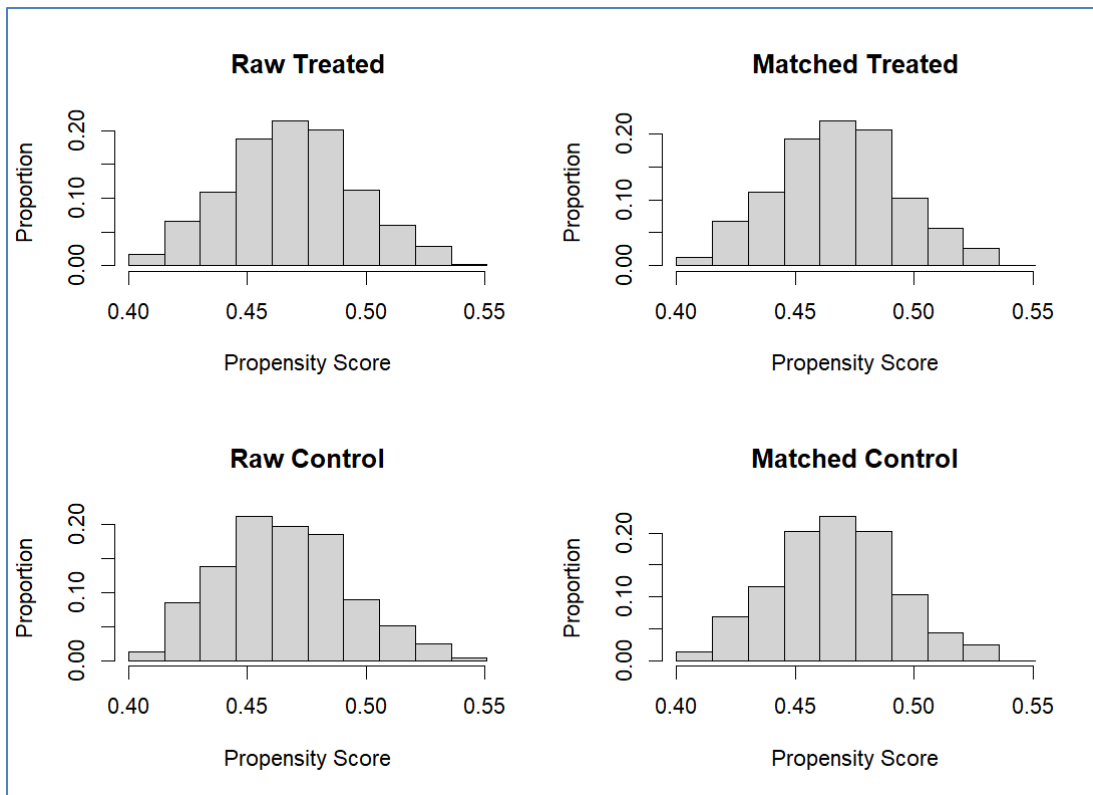 Raw Treated
Proportion
0.00 0.10 0.20
0.40 0.45 0.50 0.55
Propensity Score
Matched Treated
Proportion
0.00 0.10 0.20
0.40 0.45 0.50 0.55
Propensity Score
Raw Control
Proportion
0.00 0.10 0.20
0.40 0.45 0.50 0.55
Propensity Score
Matched Control
Proportion
0.00 0.10 0.20
0.40 0.45 0.50 0.55
Propensity Score